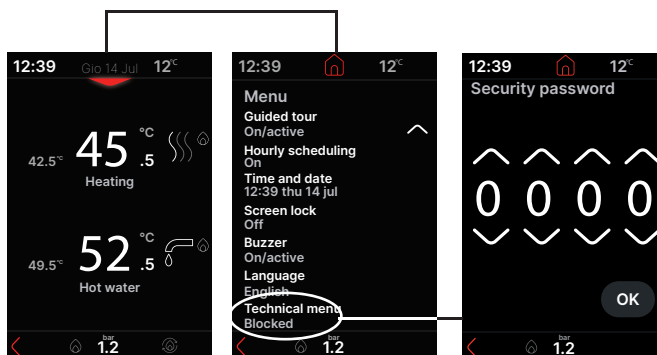 12:39 Gio 14 Jul 12°C
42.5°C 45.5 °C
Heating
49.5°C 52.5 °C
Hot water
bar
1.2
12:39 12°C
Menu
Guided tour
On/active
Hourly scheduling
On
Time and date
12:39 thu 14 jul
Screen lock
Off
Buzzer
On/active
Language
English
Technical menu
Blocked
bar
1.2
12:39 12°C
Security password
0 0 0 0
OK
bar
1.2